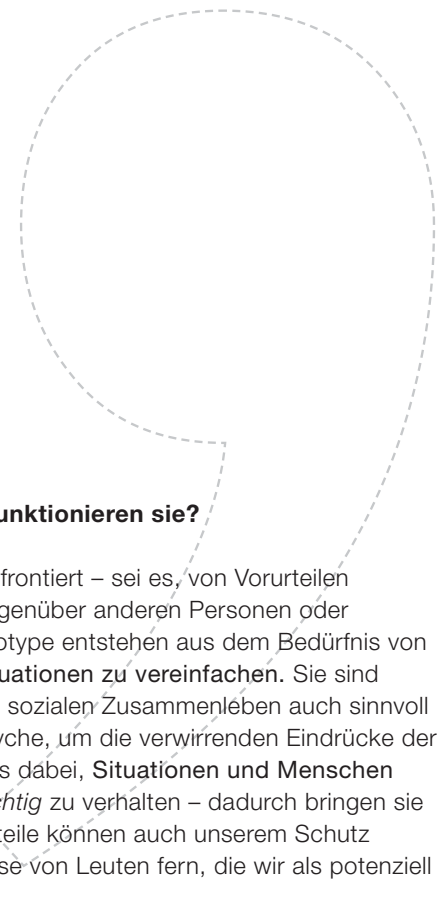 unktionieren sie?
frontiert – sei es, von Vorurteilen
genüber anderen Personen oder
otype entstehen aus dem Bedürfnis von
uationen zu vereinfachen. Sie sind
sozialen Zusammenleben auch sinnvoll
yche, um die verwirrenden Eindrücke der
s dabei, Situationen und Menschen
chtig zu verhalten – dadurch bringen sie
teile können auch unserem Schutz
se von Leuten fern, die wir als potenziell